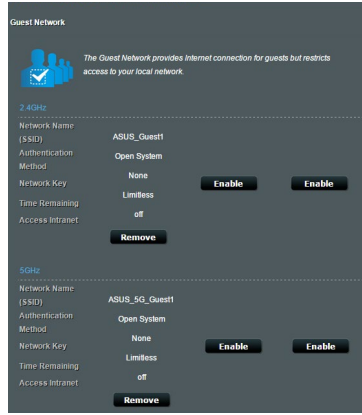 Guest Network
The Guest Network provides Internet connection for guests but restricts
access to your local network.
2.4GHz
Network Name
(SSID)
ASUS_Guest1
Authentication
Method
Open System
Network Key
None
Enable
Enable
Time Remaining
Limitless
Access Intranet
off
Remove
5GHz
Network Name
(SSID)
ASUS_5G_Guest1
Authentication
Method
Open System
Network Key
None
Enable
Enable
Time Remaining
Limitless
Access Intranet
off
Remove